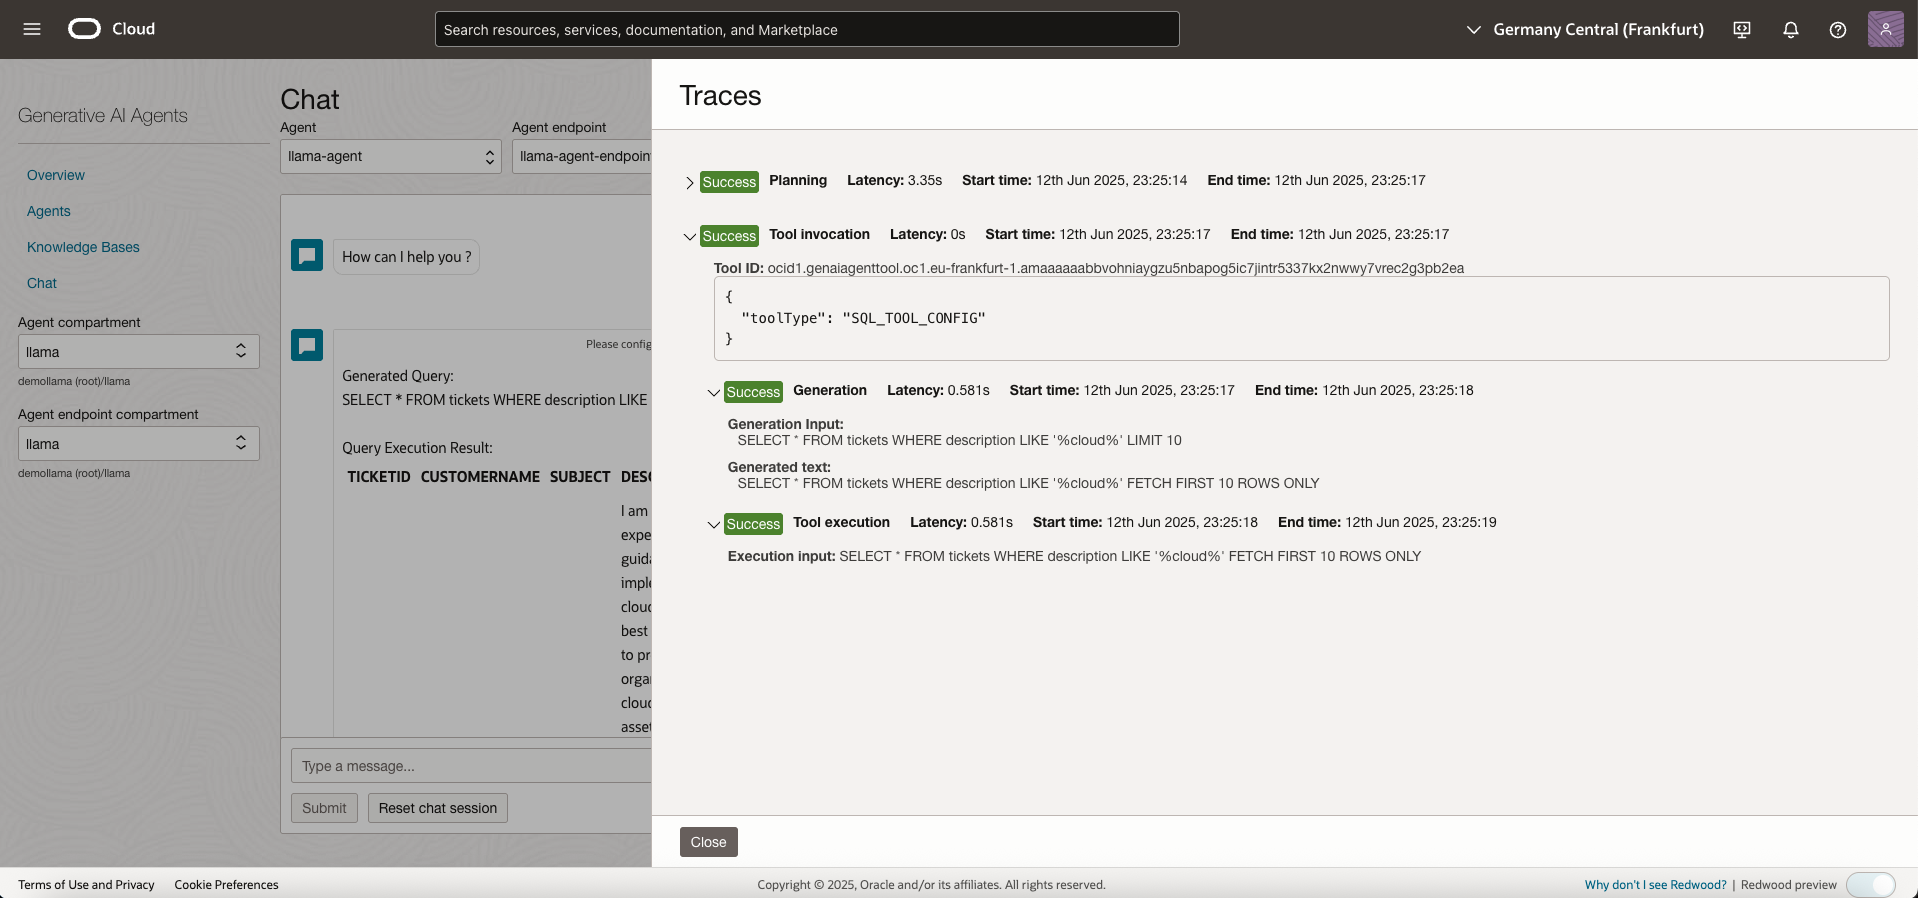 Cloud
Search resources, services, documentation, and Marketplace
Germany Central (Frankfurt)
Generative AI Agents
Overview
Agents
Knowledge Bases
Chat
Agent compartment
llama
demollama (root)/llama
Agent endpoint compartment
llama
demollama (root)/llama
Chat
Agent
Agent endpoint
llama-agent
llama-agent-endpoin
How can I help you ?
Please config
Generated Query:
SELECT * FROM tickets WHERE description LIKE
Query Execution Result:
TICKETID CUSTOMERNAME SUBJECT DESC
I am
expe
guida
imple
cloud
best
to pr
orga
cloud
asset
Type a message...
Submit
Reset chat session
Traces
Success Planning Latency: 3.35s Start time: 12th Jun 2025, 23:25:14 End time: 12th Jun 2025, 23:25:17
Success Tool invocation Latency: 0s Start time: 12th Jun 2025, 23:25:17 End time: 12th Jun 2025, 23:25:17
Tool ID: ocid1.genaiagenttool.oc1.eu-frankfurt-1.amaaaaaabbvohniaygzu5nbapog5ic7jintr5337kx2nwwy7vrec2g3pb2ea
{
"toolType": "SQL_TOOL_CONFIG"
}
Success Generation Latency: 0.581s Start time: 12th Jun 2025, 23:25:17 End time: 12th Jun 2025, 23:25:18
Generation Input:
SELECT * FROM tickets WHERE description LIKE '%cloud%' LIMIT 10
Generated text:
SELECT * FROM tickets WHERE description LIKE '%cloud%' FETCH FIRST 10 ROWS ONLY
Success Tool execution Latency: 0.581s Start time: 12th Jun 2025, 23:25:18 End time: 12th Jun 2025, 23:25:19
Execution input: SELECT * FROM tickets WHERE description LIKE '%cloud%' FETCH FIRST 10 ROWS ONLY
Close
Terms of Use and Privacy Cookie Preferences
Copyright © 2025, Oracle and/or its affiliates. All rights reserved.
Why don't I see Redwood? | Redwood preview